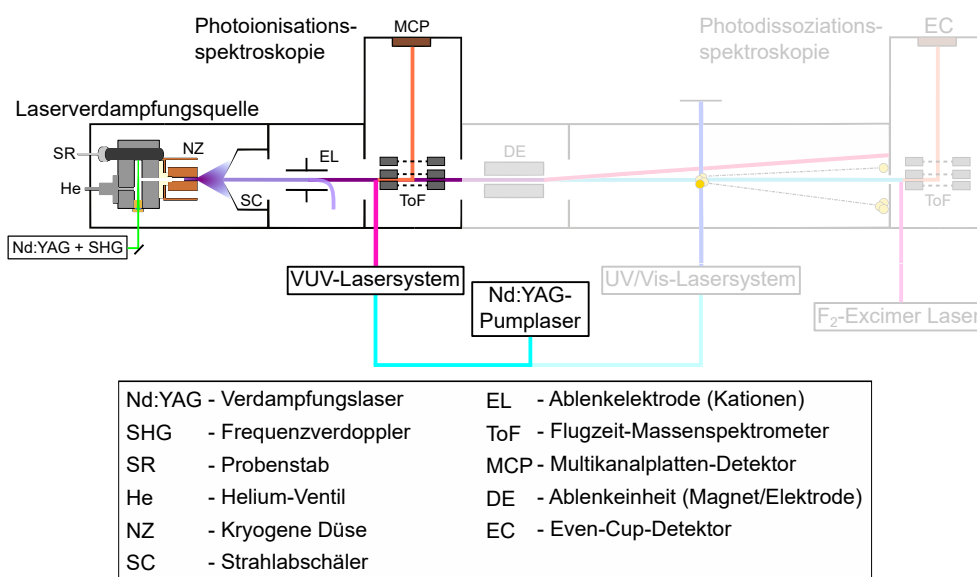 Photoionisations-
spektroskopie
MCP
Photodissoziations-
spektroskopie
EC
Laserverdampfungsquelle
SR
NZ
EL
DE
He
SC
ToF
ToF
Nd:YAG + SHG
VUV-Lasersystem
UV/Vis-Lasersystem
Nd:YAG-
Pumplaser
F₂-Excimer Laser
Nd:YAG - Verdampfungslaser
SHG - Frequenzverdoppler
SR - Probenstab
He - Helium-Ventil
NZ - Kryogene Düse
SC - Strahlabschäler
EL - Ablenkelektrode (Kationen)
ToF - Flugzeit-Massenspektrometer
MCP - Multikanalplatten-Detektor
DE - Ablenkeinheit (Magnet/Elektrode)
EC - Even-Cup-Detektor